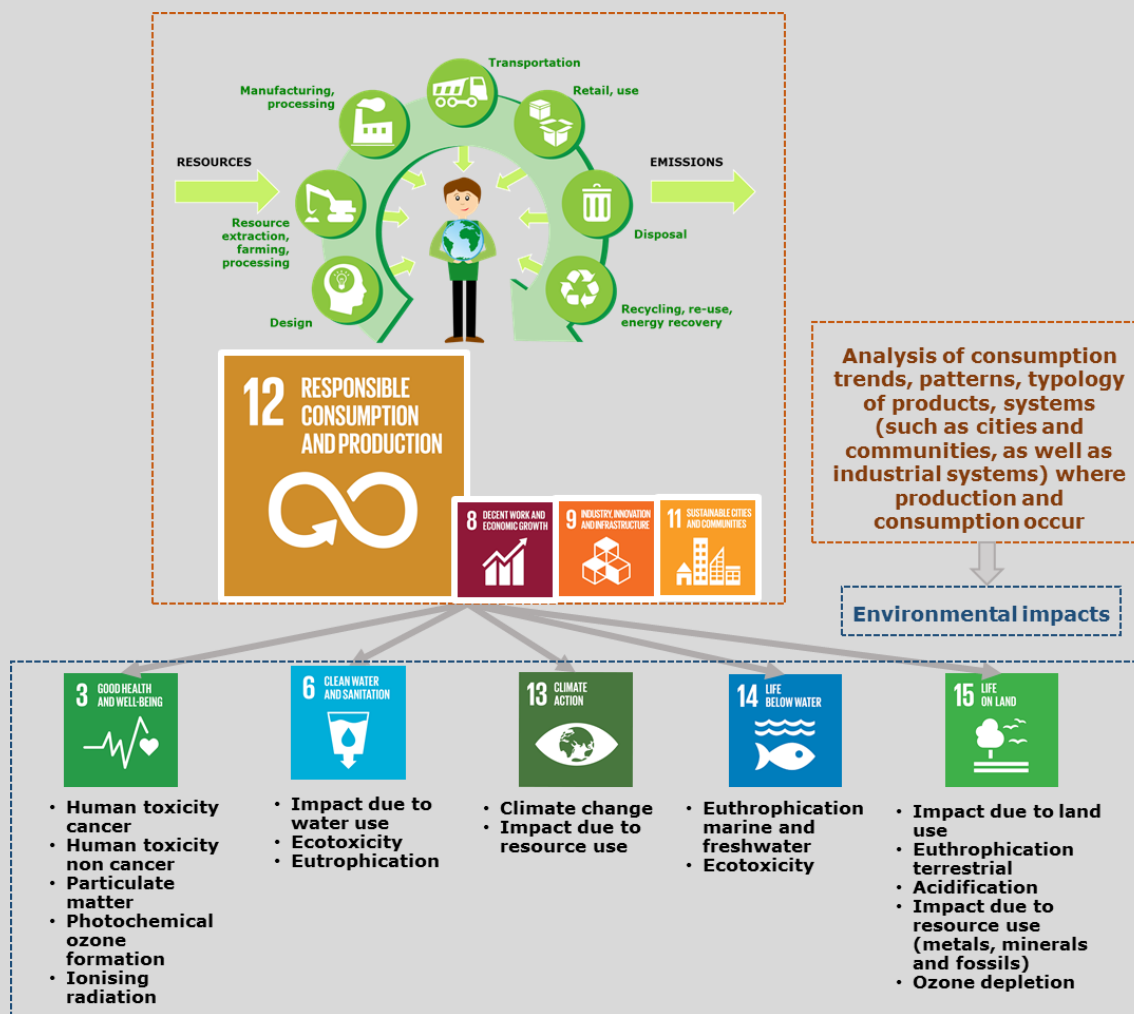 Transportation
Manufacturing,
processing
Retail, use
RESOURCES
EMISSIONS
Resource
extraction,
farming,
processing
Disposal
Design
Recycling, re-use,
energy recovery
12 RESPONSIBLE
CONSUMPTION
AND PRODUCTION
8 DECENT WORK AND
ECONOMIC GROWTH
9 INDUSTRY, INNOVATION
AND INFRASTRUCTURE
11 SUSTAINABLE CITIES
AND COMMUNITIES
Analysis of consumption
trends, patterns, typology
of products, systems
(such as cities and
communities, as well as
industrial systems) where
production and
consumption occur
Environmental impacts
3 GOOD HEALTH
AND WELL-BEING
• Human toxicity
cancer
• Human toxicity
non cancer
• Particulate
matter
• Photochemical
ozone
formation
• Ionising
radiation
6 CLEAN WATER
AND SANITATION
• Impact due to
water use
• Ecotoxicity
• Eutrophication
13 CLIMATE
ACTION
• Climate change
• Impact due to
resource use
14 LIFE
BELOW WATER
• Euthrophication
marine and
freshwater
• Ecotoxicity
15 LIFE
ON LAND
• Impact due to land
use
• Euthrophication
terrestrial
• Acidification
• Impact due to
resource use
(metals, minerals
and fossils)
• Ozone depletion